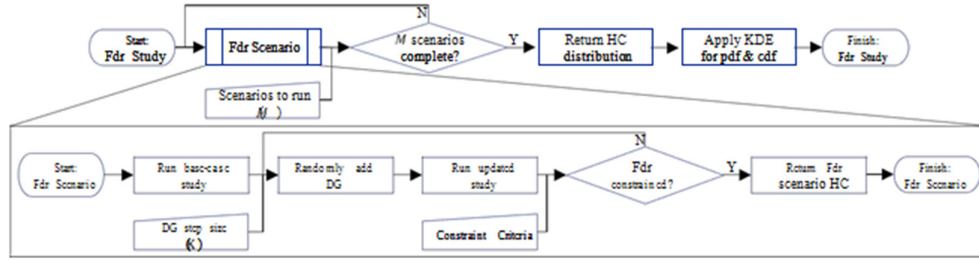 N
Start:
Fdr Study
Fdr Scenario
M scenarios
complete?
Y
Return HC
distribution
Apply KDE
for pdf & cdf
Finish:
Fdr Study
Scenarios to run
(M)
N
Start:
Fdr Scenario
Run base-case
study
Randomly add
DG
Run updated
study
Fdr
constrained?
Y
Return Fdr
scenario HC
Finish:
Fdr Scenario
DG step size
(K)
Constraint Criteria